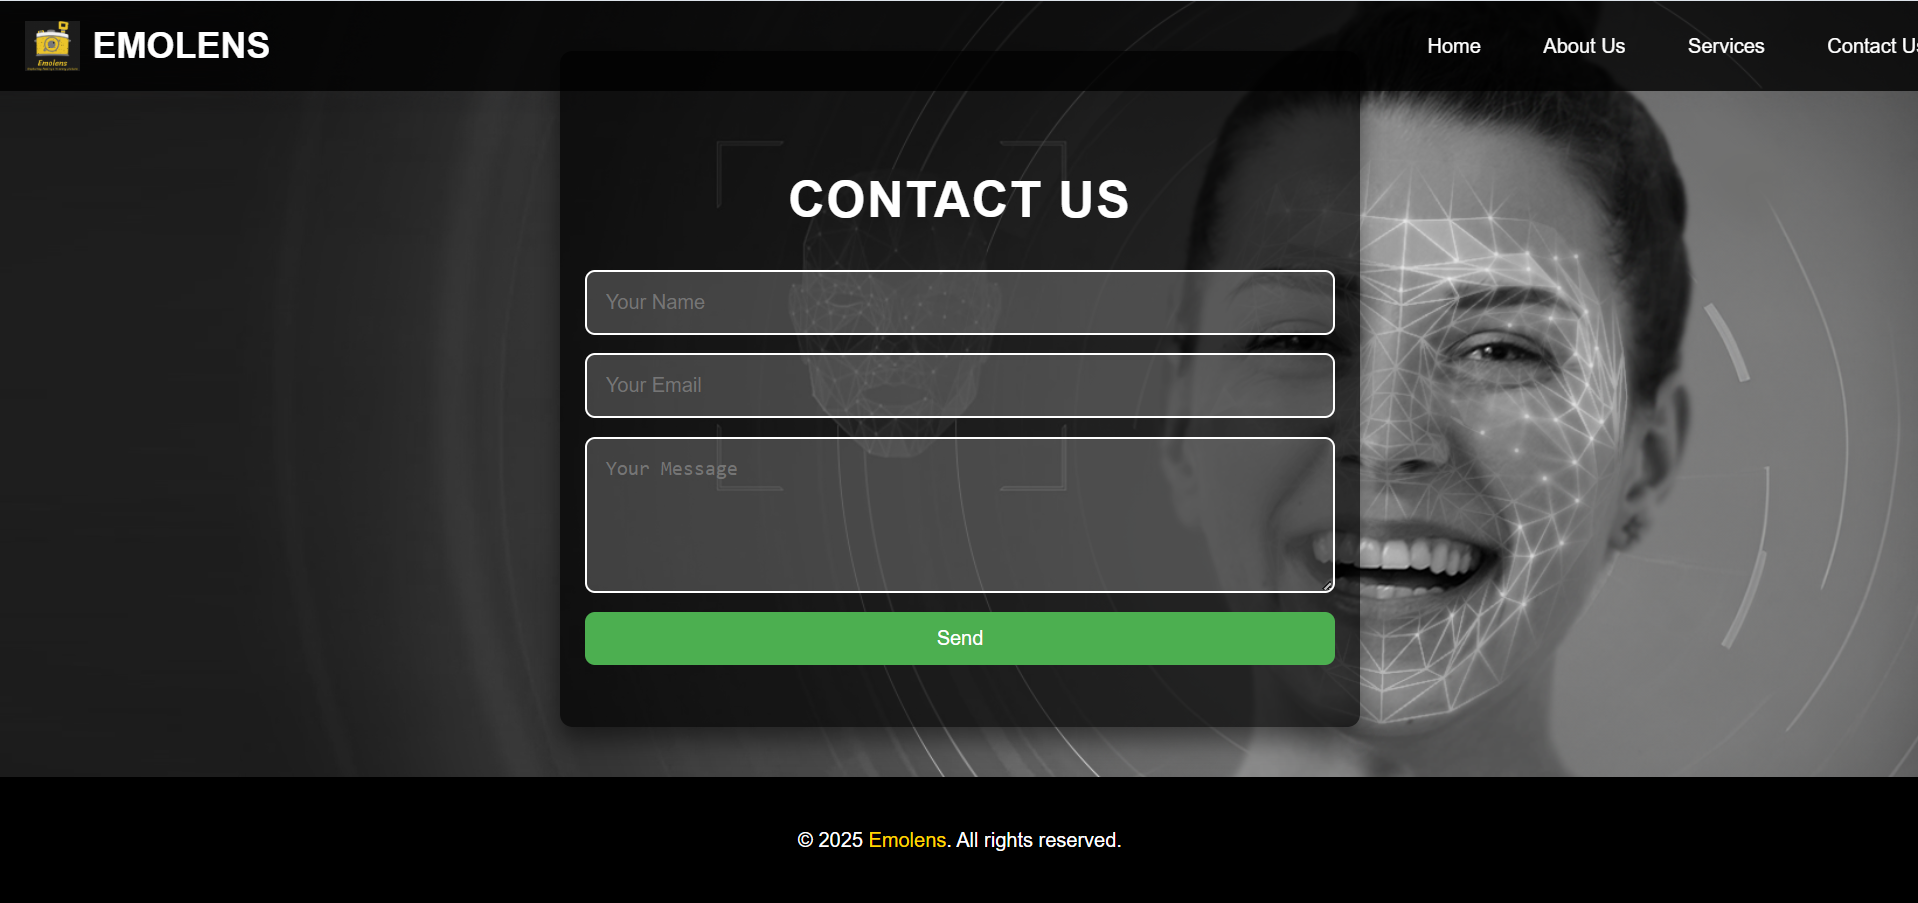 Emolens
EMOLENS
Home
About Us
Services
Contact Us
CONTACT US
Your Name
Your Email
Your Message
Send
© 2025 Emolens. All rights reserved.